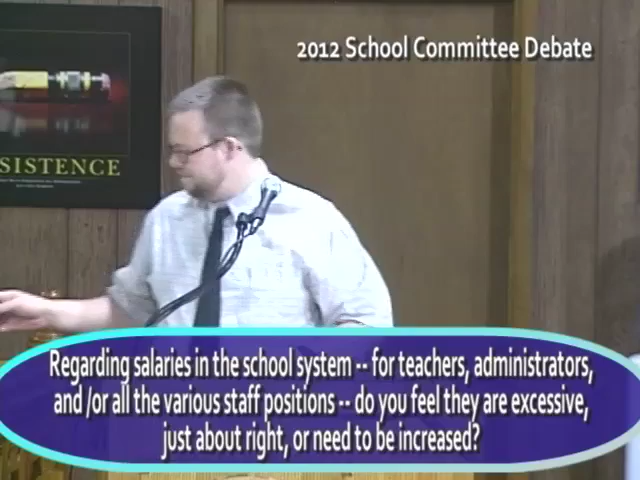 2012 School Committee Debate
SISTENCE
Regarding salaries in the school system -- for teachers, administrators,
and /or all the various staff positions -- do you feel they are excessive,
just about right, or need to be increased?